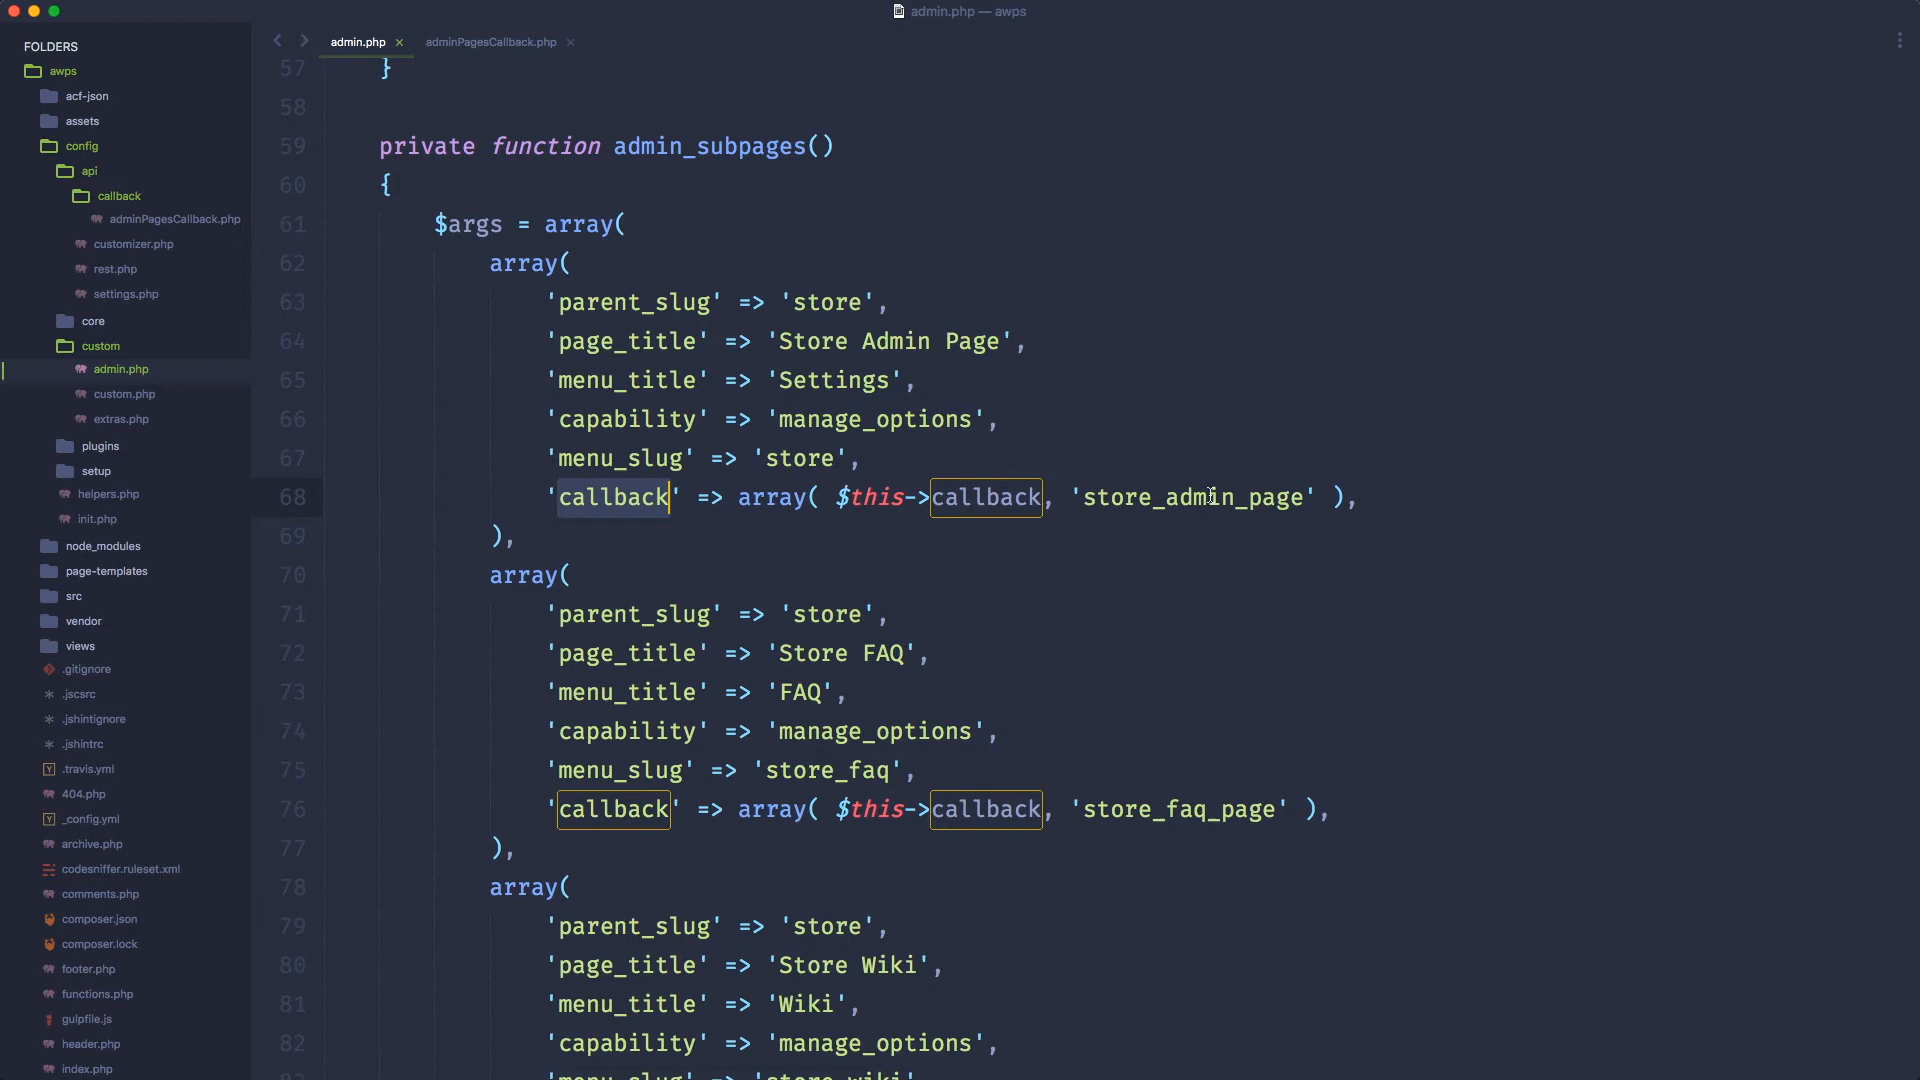 admin.php — awps
FOLDERS
awps
acf-json
assets
config
api
callback
adminPagesCallback.php
customizer.php
rest.php
settings.php
core
custom
admin.php
custom.php
extras.php
plugins
setup
helpers.php
init.php
node_modules
page-templates
src
vendor
views
.gitignore
.jscsrc
.jshintignore
.jshintrc
.travis.yml
404.php
_config.yml
archive.php
codesniffer.ruleset.xml
comments.php
composer.json
composer.lock
footer.php
functions.php
gulpfile.js
header.php
index.php
admin.php × adminPagesCallback.php ×
57 }
58
59 private function admin_subpages()
60 {
61 $args = array(
62 array(
63 'parent_slug' => 'store',
64 'page_title' => 'Store Admin Page',
65 'menu_title' => 'Settings',
66 'capability' => 'manage_options',
67 'menu_slug' => 'store',
68 'callback' => array( $this->callback, 'store_admin_page' ),
69 ),
70 array(
71 'parent_slug' => 'store',
72 'page_title' => 'Store FAQ',
73 'menu_title' => 'FAQ',
74 'capability' => 'manage_options',
75 'menu_slug' => 'store_faq',
76 'callback' => array( $this->callback, 'store_faq_page' ),
77 ),
78 array(
79 'parent_slug' => 'store',
80 'page_title' => 'Store Wiki',
81 'menu_title' => 'Wiki',
82 'capability' => 'manage_options',